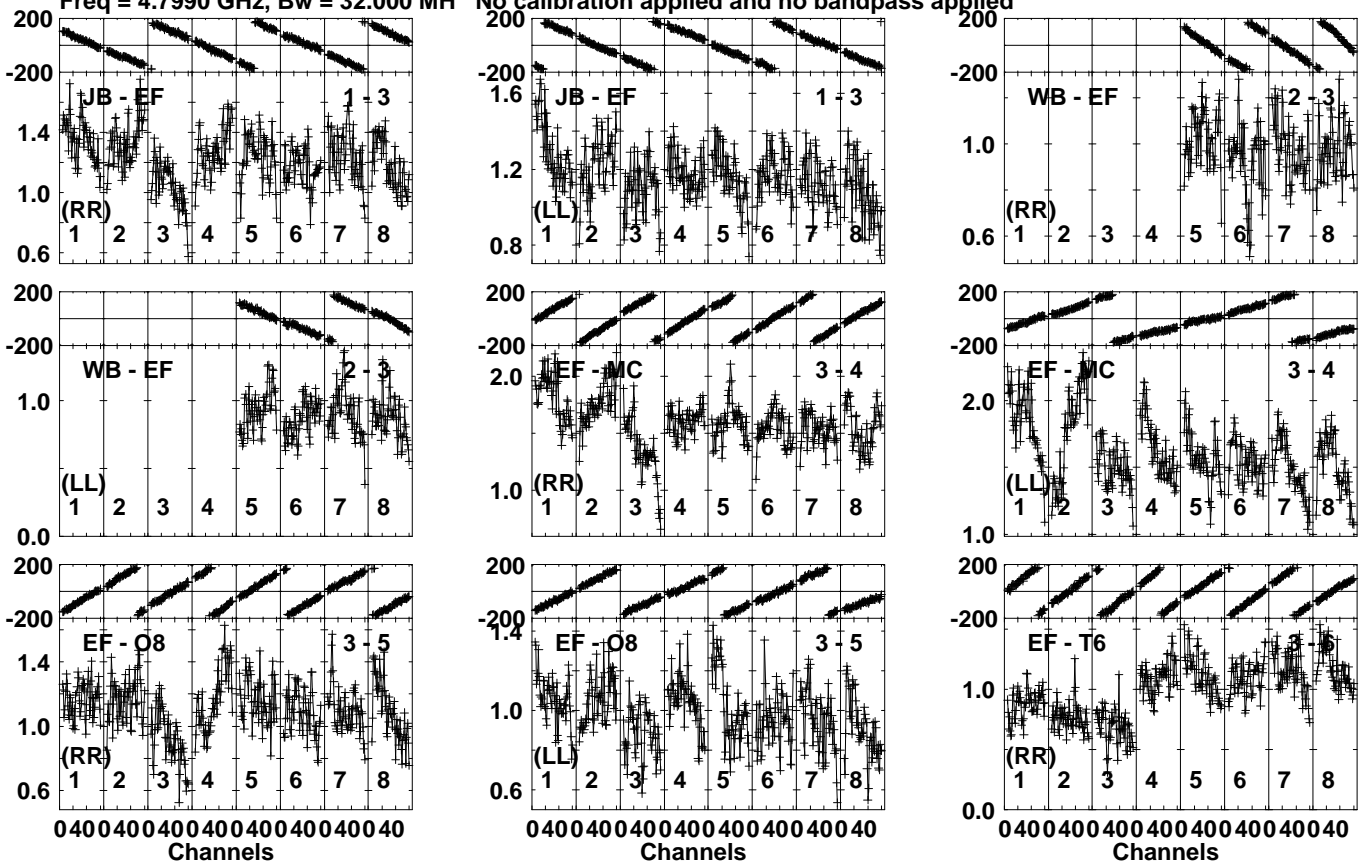 Freq = 4.7990 GHz, Bw = 32.000 MH No calibration applied and no bandpass applied
200
-200
JB - EF 1 - 3
1.4
1.0
0.6
(RR)
1 2 3 4 5 6 7 8
200
-200
JB - EF 1 - 3
1.6
1.2
0.8
(LL)
1 2 3 4 5 6 7 8
200
-200
WB - EF 2 - 3
1.0
0.6
(RR)
1 2 3 4 5 6 7 8
200
-200
WB - EF 2 - 3
1.0
0.0
(LL)
1 2 3 4 5 6 7 8
200
-200
EF - MC 3 - 4
2.0
1.0
(RR)
1 2 3 4 5 6 7 8
200
-200
EF - MC 3 - 4
2.0
1.0
(LL)
1 2 3 4 5 6 7 8
200
-200
EF - O8 3 - 5
1.4
1.0
0.6
(RR)
1 2 3 4 5 6 7 8
0 40 0 40 0 40 0 40 0 40 0 40 0 40 0 40
Channels
200
-200
1.4
EF - O8 3 - 5
1.0
0.6
(LL)
1 2 3 4 5 6 7 8
0 40 0 40 0 40 0 40 0 40 0 40 0 40 0 40
Channels
200
-200
EF - T6 3 - 6
1.0
0.0
(RR)
1 2 3 4 5 6 7 8
0 40 0 40 0 40 0 40 0 40 0 40 0 40 0 40
Channels